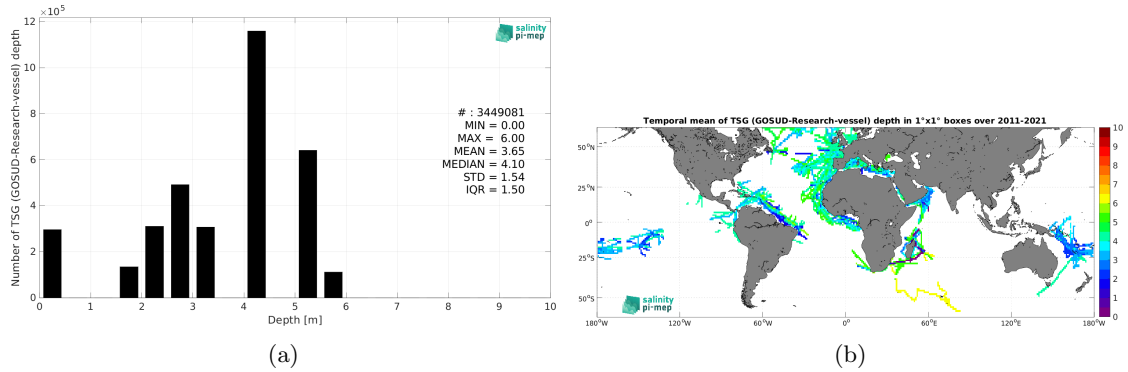 ×10⁵
12
10
8
6
4
2
0
Number of TSG (GOSUD-Research-vessel) depth
0 1 2 3 4 5 6 7 8 9 10
Depth [m]
salinity
pi-mep
# : 3449081
MIN = 0.00
MAX = 6.00
MEAN = 3.65
MEDIAN = 4.10
STD = 1.54
IQR = 1.50
(a)
Temporal mean of TSG (GOSUD-Research-vessel) depth in 1°x1° boxes over 2011-2021
50°N
25°N
0°
25°S
50°S
180°W 120°W 60°W 0° 60°E 120°E 180°W
salinity
pi-mep
10
9
8
7
6
5
4
3
2
1
0
(b)